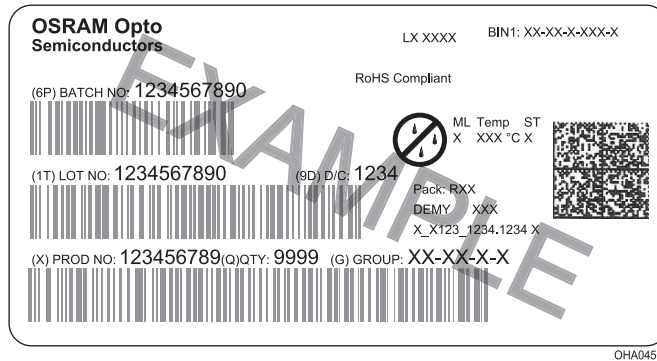 OSRAM Opto
Semiconductors
LX XXXX
BIN1: XX-XX-X-XXX-X
RoHS Compliant
(6P) BATCH NO: 1234567890
ML Temp ST
X XXX °C X
(1T) LOT NO: 1234567890
(9D) D/C: 1234
Pack: RXX
DEMY XXX
X_X123_1234.1234 X
(X) PROD NO: 123456789(Q)QTY: 9999 (G) GROUP: XX-XX-X-X
EXAMPLE
OHA045